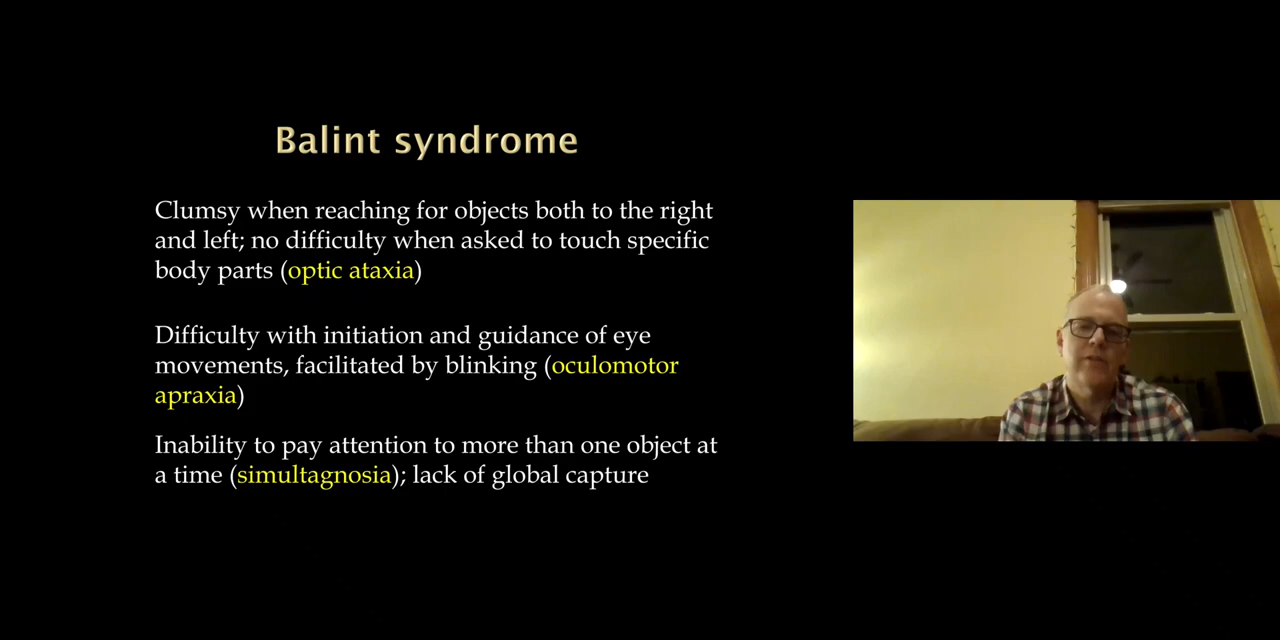 Balint syndrome
Clumsy when reaching for objects both to the right
and left; no difficulty when asked to touch specific
body parts (optic ataxia)
Difficulty with initiation and guidance of eye
movements, facilitated by blinking (oculomotor
apraxia)
Inability to pay attention to more than one object at
a time (simultagnosia); lack of global capture